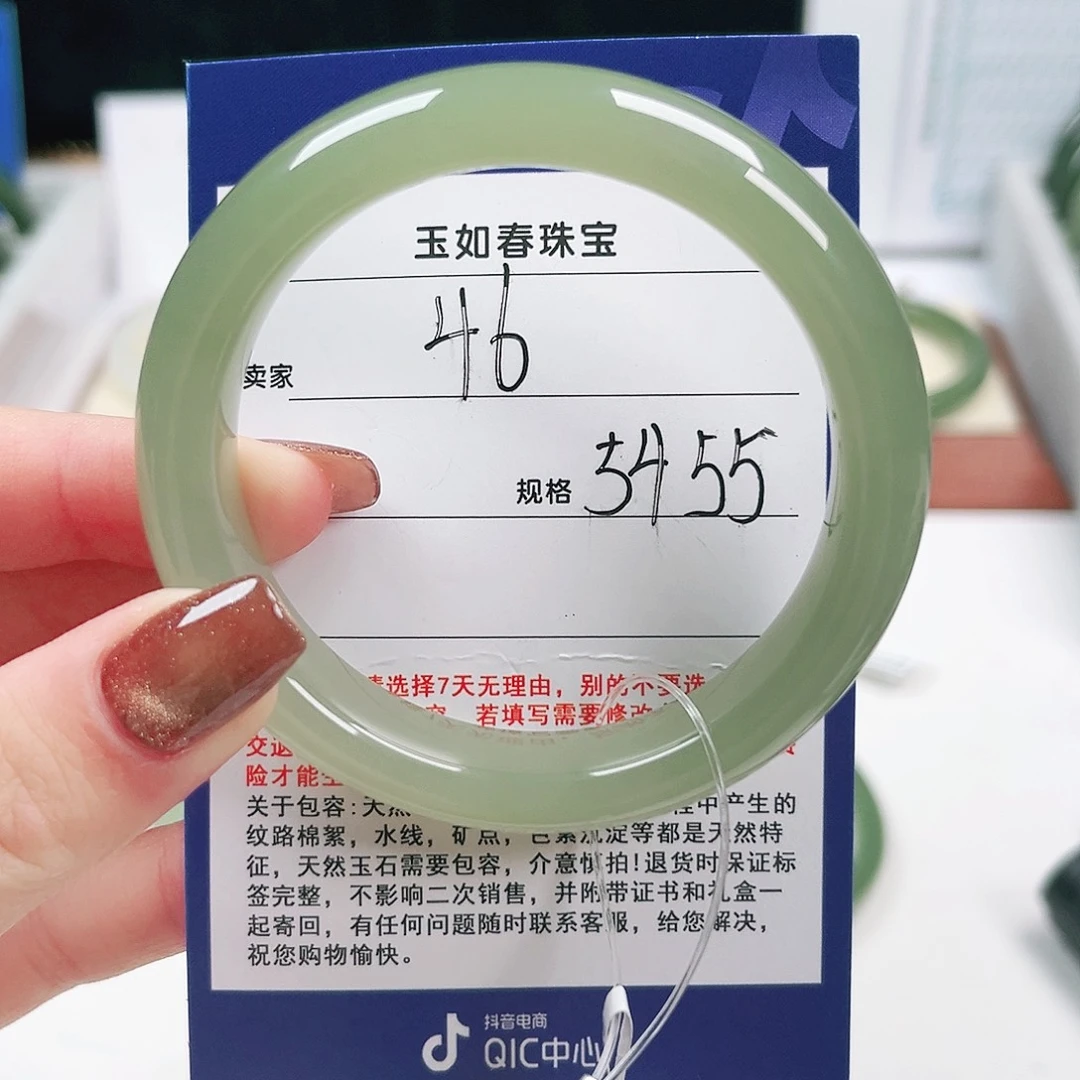 玉如春珠宝
46
卖家
规格 5455
请选择7天无理由，别的不要选
容 若填写需要修改
交退
险才能
关于包容：天然 程中产生的
纹路棉絮，水线，矿点，色素沉淀等都是天然特
征，天然玉石需要包容，介意慎拍！退货时保证标
签完整，不影响二次销售，并附带证书和礼盒一
起寄回，有任何问题随时联系客服，给您解决，
祝您购物愉快。
抖音电商
QIC中心